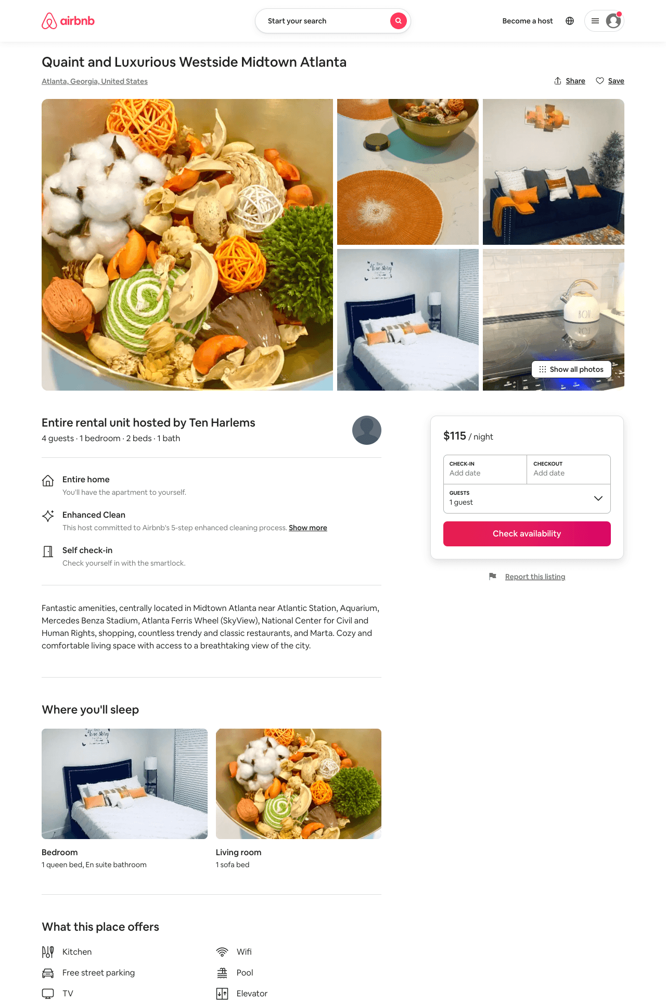 airbnb
Start your search
Become a host
Quaint and Luxurious Westside Midtown Atlanta
Atlanta, Georgia, United States
Share
Save
love story
BOIL
Show all photos
Entire rental unit hosted by Ten Harlems
4 guests · 1 bedroom · 2 beds · 1 bath
$115 / night
CHECK-IN
Add date
CHECKOUT
Add date
GUESTS
1 guest
Check availability
Report this listing
Entire home
You'll have the apartment to yourself.
Enhanced Clean
This host committed to Airbnb's 5-step enhanced cleaning process. Show more
Self check-in
Check yourself in with the smartlock.
Fantastic amenities, centrally located in Midtown Atlanta near Atlantic Station, Aquarium,
Mercedes Benza Stadium, Atlanta Ferris Wheel (SkyView), National Center for Civil and
Human Rights, shopping, countless trendy and classic restaurants, and Marta. Cozy and
comfortable living space with access to a breathtaking view of the city.
Where you'll sleep
love story
Bedroom
1 queen bed, En suite bathroom
Living room
1 sofa bed
What this place offers
Kitchen
Wifi
Free street parking
Pool
TV
Elevator